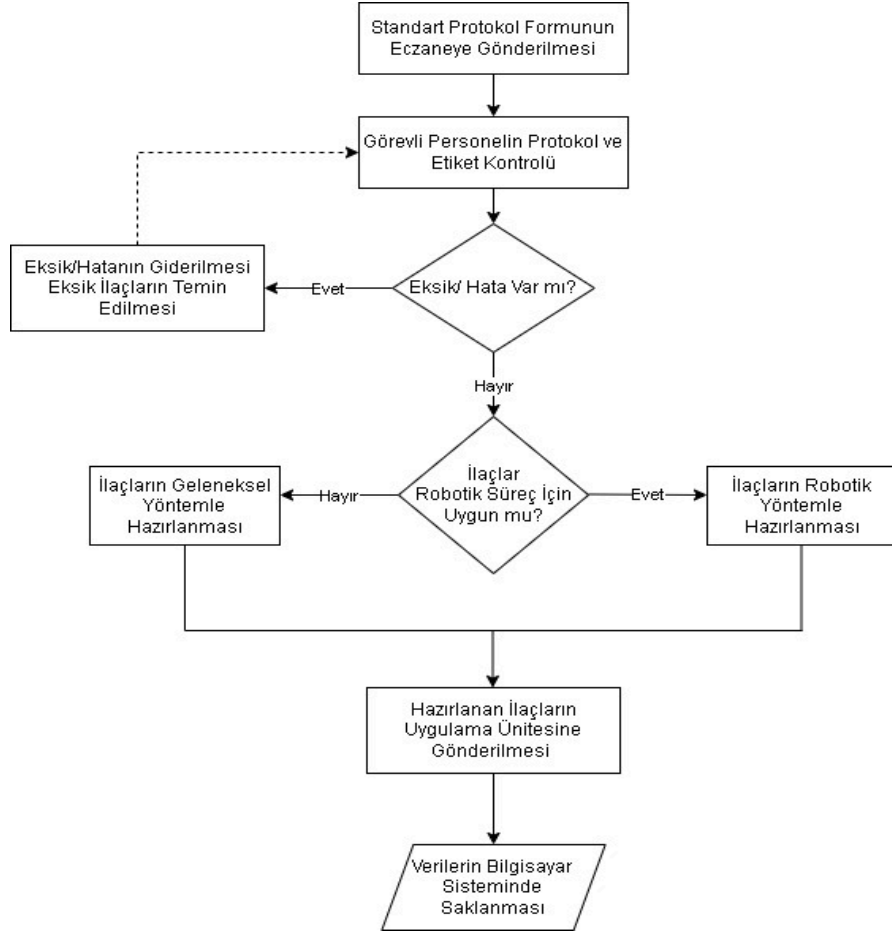 Standart Protokol Formunun
Eczaneye Gönderilmesi
Görevli Personelin Protokol ve
Etiket Kontrolü
Eksik/Hatanın Giderilmesi
Eksik İlaçların Temin
Edilmesi
Evet
Eksik/ Hata Var mı?
Hayır
İlaçların Geleneksel
Yöntemle
Hazırlanması
Hayır
İlaçlar
Robotik Süreç İçin
Uygun mu?
Evet
İlaçların Robotik
Yöntemle
Hazırlanması
Hazırlanan İlaçların
Uygulama Ünitesine
Gönderilmesi
Verilerin Bilgisayar
Sisteminde
Saklanması